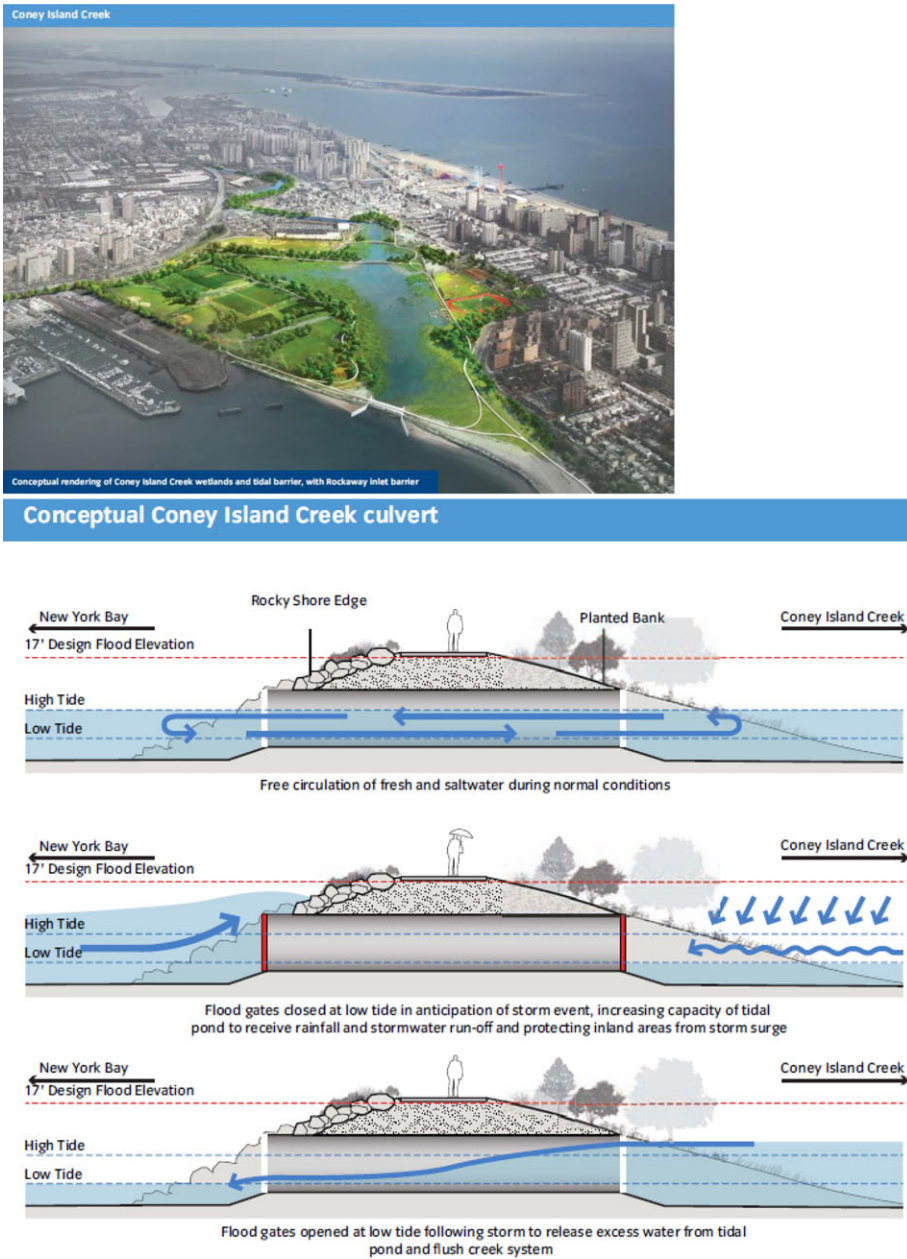 Coney Island Creek
Conceptual rendering of Coney Island Creek wetlands and tidal barrier, with Rockaway inlet barrier
Conceptual Coney Island Creek culvert
New York Bay
Rocky Shore Edge
Planted Bank
Coney Island Creek
17' Design Flood Elevation
High Tide
Low Tide
Free circulation of fresh and saltwater during normal conditions
New York Bay
Coney Island Creek
17' Design Flood Elevation
High Tide
Low Tide
Flood gates closed at low tide in anticipation of storm event, increasing capacity of tidal
pond to receive rainfall and stormwater run-off and protecting inland areas from storm surge
New York Bay
Coney Island Creek
17' Design Flood Elevation
High Tide
Low Tide
Flood gates opened at low tide following storm to release excess water from tidal
pond and flush creek system